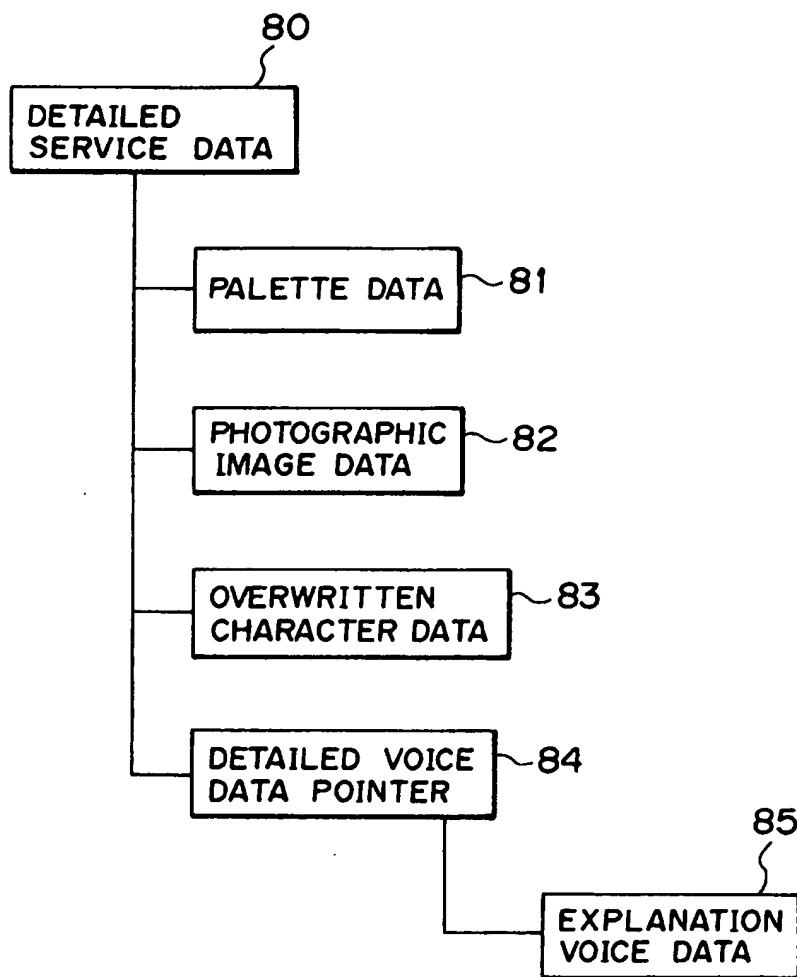 80
DETAILED
SERVICE DATA
PALETTE DATA
81
PHOTOGRAPHIC
IMAGE DATA
82
OVERWRITTEN
CHARACTER DATA
83
DETAILED VOICE
DATA POINTER
84
85
EXPLANATION
VOICE DATA